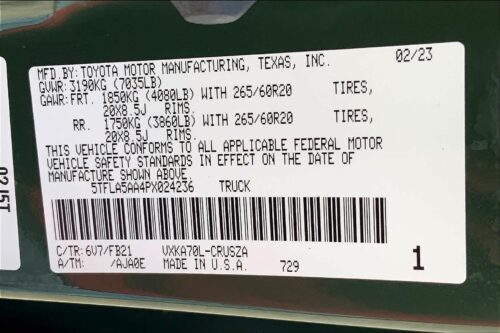 MFD.BY: TOYOTA MOTOR MANUFACTURING, TEXAS, INC. 02/23
GVWR: 3190KG (7035LB)
GAWR: FRT. 1850KG (4080LB) WITH 265/60R20 TIRES,
20X8.5J RIMS.
RR. 1750KG (3860LB) WITH 265/60R20 TIRES,
20X8.5J RIMS.
THIS VEHICLE CONFORMS TO ALL APPLICABLE FEDERAL MOTOR
VEHICLE SAFETY STANDARDS IN EFFECT ON THE DATE OF
MANUFACTURE SHOWN ABOVE.
5TFLA5AA4PX024236 TRUCK
C/TR: 6V7/FB21 VXKA70L-CRUSZA
A/TM: /AJA0E MADE IN U.S.A. 729 1